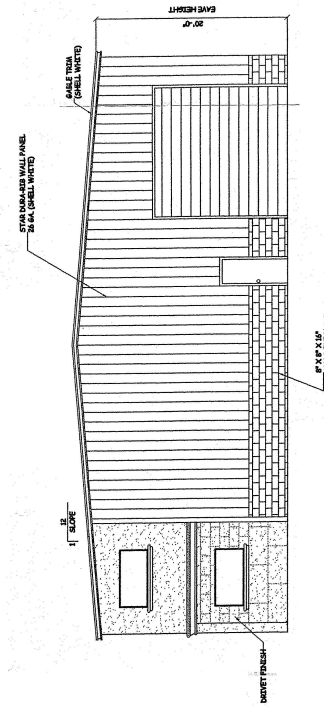 DRIVET FINISH
1
12
SLOPE
8" X 8" X 16"
STAR DURA-RIB WALL PANEL
26 GA. (SHELL WHITE)
GABLE TRIM
(SHELL WHITE)
20'-0"
EAVE HEIGHT